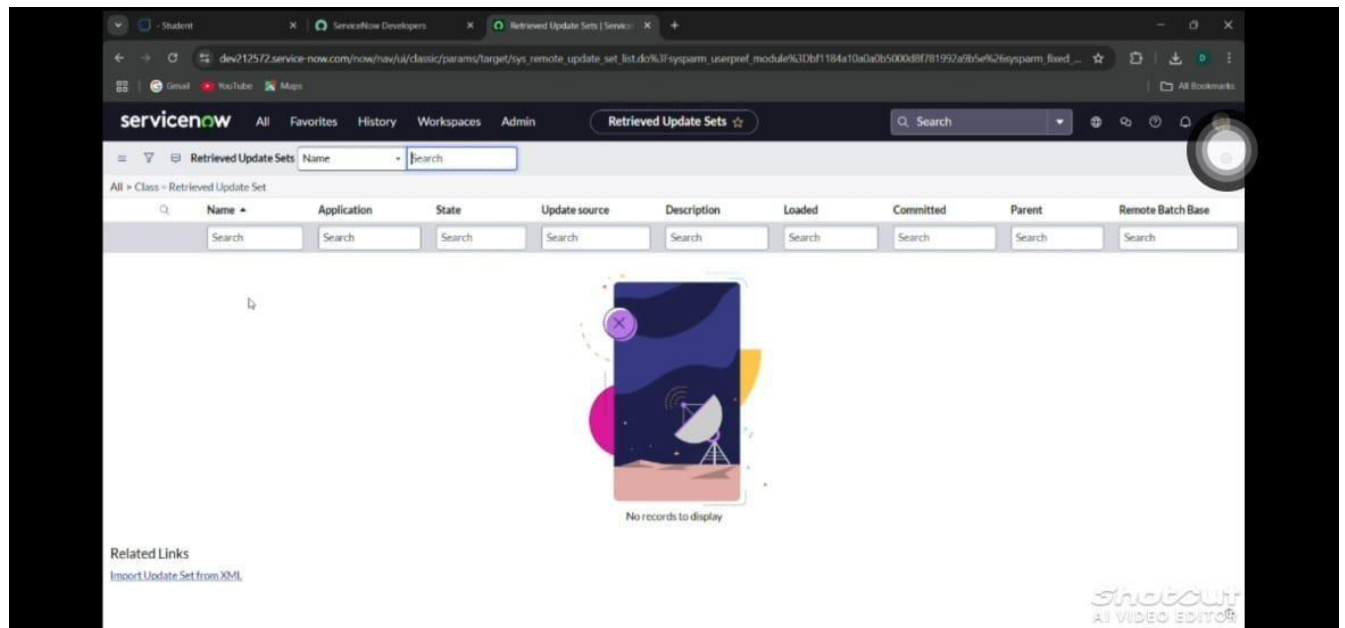 - Student
ServiceNow Developers
Retrieved Update Sets | Service
dev212572.service-now.com/now/nav/ui/classic/params/target/sys_remote_update_set_list.do%3Fsysparm_userpref_module%3Dbf1184a10a0a0b5000d8f781992a9b5e%26sysparm_fixed_...
Gmail YouTube Maps All Bookmarks
servicenow All Favorites History Workspaces Admin Retrieved Update Sets Search
Retrieved Update Sets Name Search
All > Class = Retrieved Update Set
Name Application State Update source Description Loaded Committed Parent Remote Batch Base
Search Search Search Search Search Search Search Search Search
No records to display
Related Links
Import Update Set from XML
Shotcut
AI VIDEO EDITOR